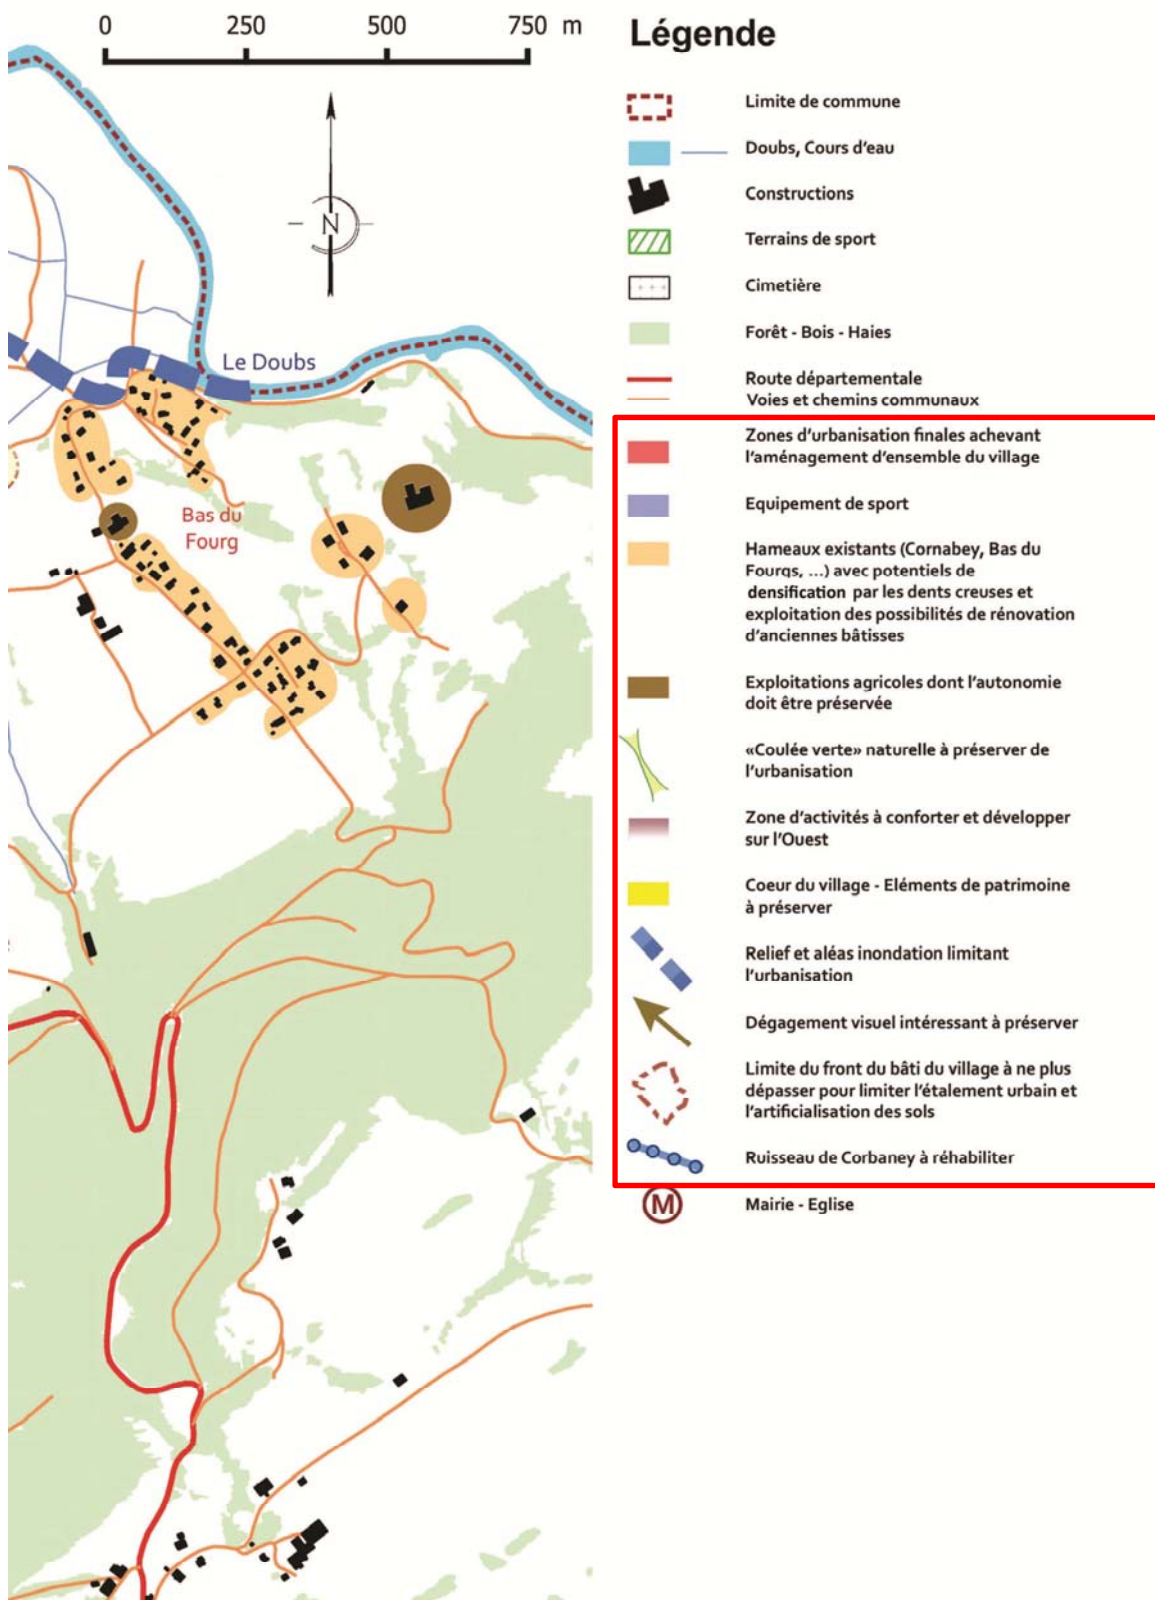 0 250 500 750 m
Légende
Limite de commune
Doubs, Cours d'eau
Constructions
N
Terrains de sport
Cimetière
Forêt - Bois - Haies
Le Doubs
Route départementale
Voies et chemins communaux
Zones d'urbanisation finales achevant
l'aménagement d'ensemble du village
Equipement de sport
Bas du
Fourg
Hameaux existants (Cornabey, Bas du
Fourgs, ...) avec potentiels de
densification par les dents creuses et
exploitation des possibilités de rénovation
d'anciennes bâtisses
Exploitations agricoles dont l'autonomie
doit être préservée
«Coulée verte» naturelle à préserver de
l'urbanisation
Zone d'activités à conforter et développer
sur l'Ouest
Coeur du village - Eléments de patrimoine
à préserver
Relief et aléas inondation limitant
l'urbanisation
Dégagement visuel intéressant à préserver
Limite du front du bâti du village à ne plus
dépasser pour limiter l'étalement urbain et
l'artificialisation des sols
Ruisseau de Corbaney à réhabiliter
M
Mairie - Eglise